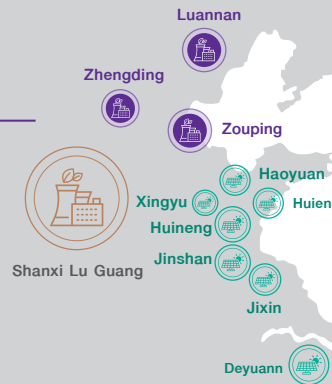 Luannan
Zhengding
Zouping
Haoyuan
Xingyu
Huien
Huineng
Jinshan
Shanxi Lu Guang
Jixin
Deyuann